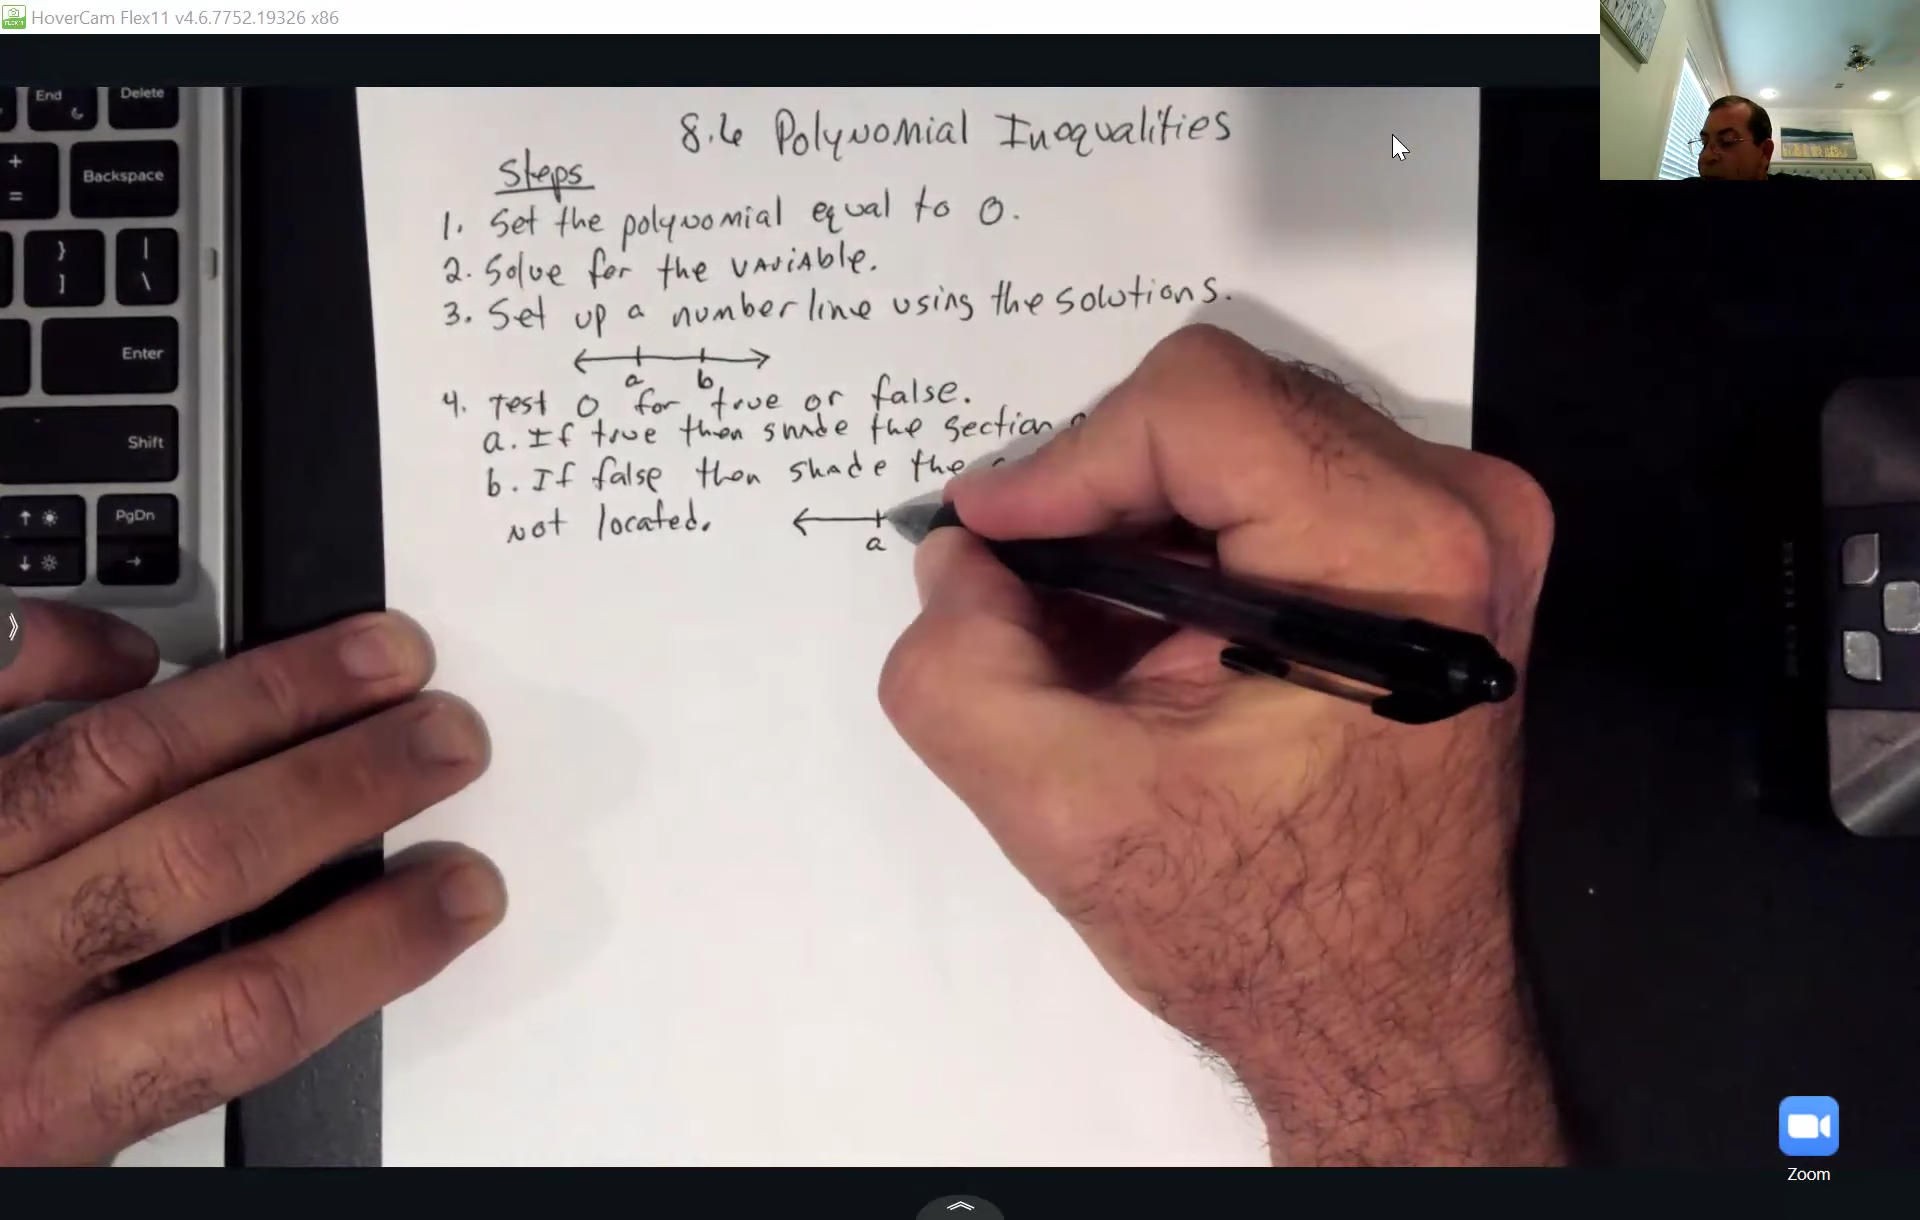 HoverCam Flex11 v4.6.7752.19326 x86
End
Delete
+
=
Backspace
}
]
|
\
Enter
Shift
PgDn
8.6 Polynomial Inequalities
Steps
1. Set the polynomial equal to 0.
2. Solve for the variable.
3. Set up a number line using the solutions.
a b
4. Test 0 for true or false.
a. If true then shade the section
b. If false then shade the
not located.
a
Zoom